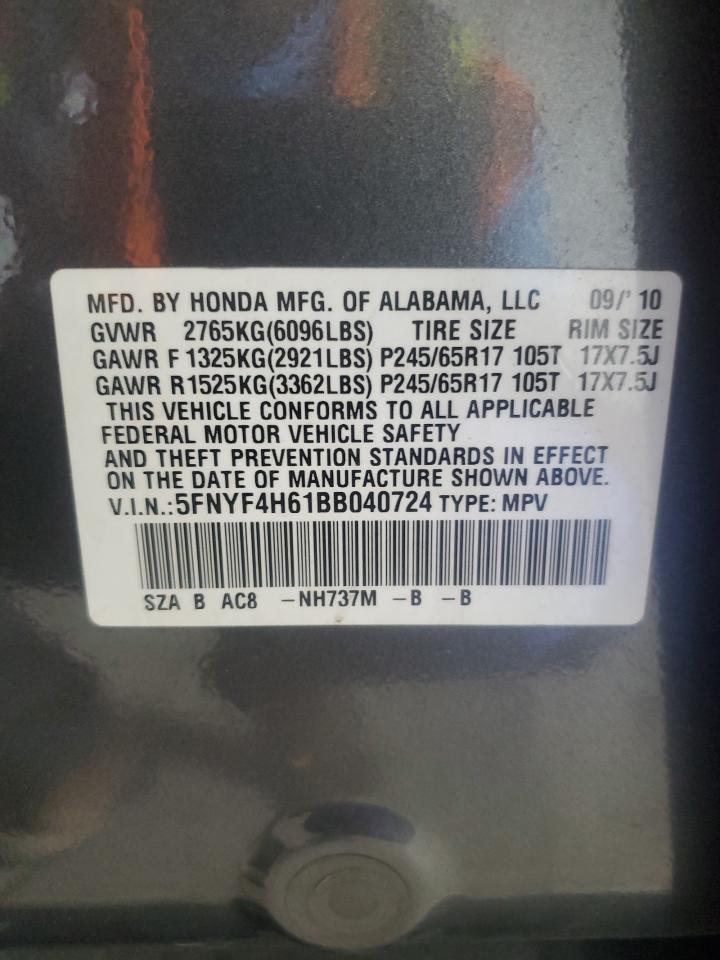 MFD. BY HONDA MFG. OF ALABAMA, LLC 09/' 10
GVWR 2765KG(6096LBS) TIRE SIZE RIM SIZE
GAWR F 1325KG(2921LBS) P245/65R17 105T 17X7.5J
GAWR R1525KG(3362LBS) P245/65R17 105T 17X7.5J
THIS VEHICLE CONFORMS TO ALL APPLICABLE
FEDERAL MOTOR VEHICLE SAFETY
AND THEFT PREVENTION STANDARDS IN EFFECT
ON THE DATE OF MANUFACTURE SHOWN ABOVE.
V.I.N.:5FNYF4H61BB040724 TYPE: MPV
SZA B AC8 -NH737M -B -B